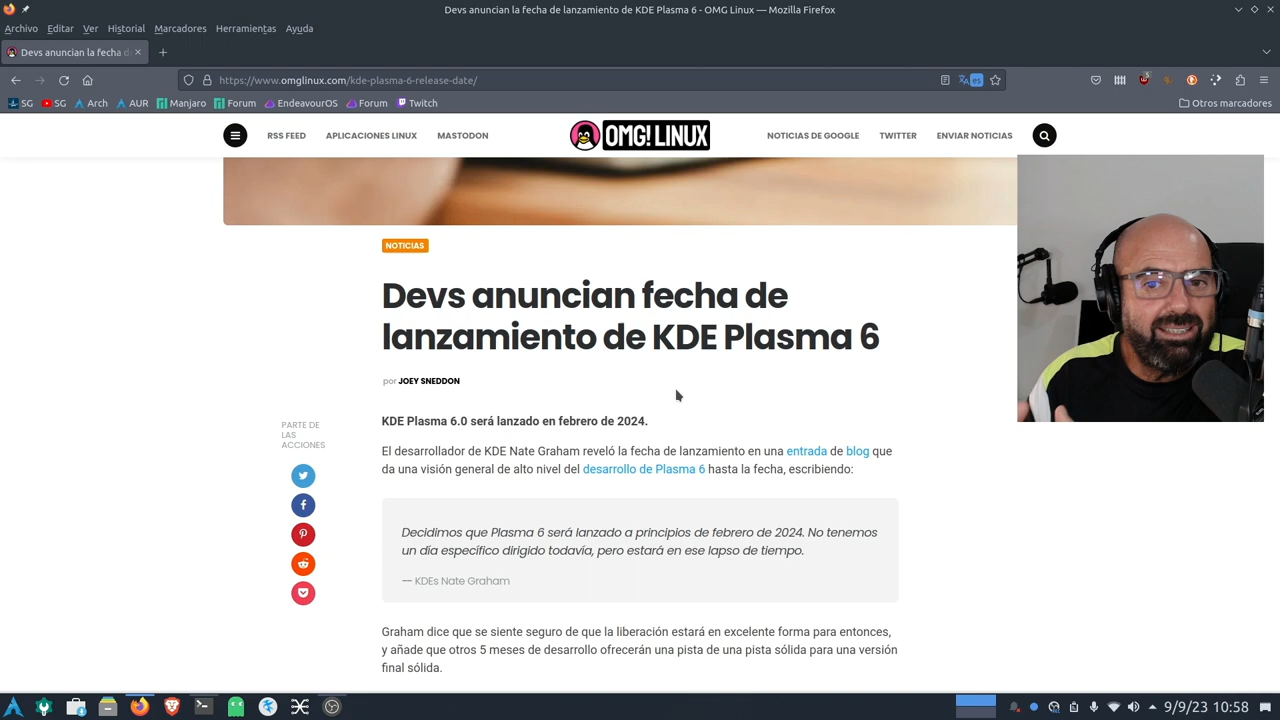 Devs anuncian la fecha de lanzamiento de KDE Plasma 6 - OMG Linux — Mozilla Firefox
Archivo Editar Ver Historial Marcadores Herramientas Ayuda
Devs anuncian la fecha d
https://www.omglinux.com/kde-plasma-6-release-date/
SG SG Arch AUR Manjaro Forum EndeavourOS Forum Twitch Otros marcadores
RSS FEED APLICACIONES LINUX MASTODON OMG! LINUX NOTICIAS DE GOOGLE TWITTER ENVIAR NOTICIAS
NOTICIAS
Devs anuncian fecha de
lanzamiento de KDE Plasma 6
por JOEY SNEDDON
PARTE DE
LAS
ACCIONES
KDE Plasma 6.0 será lanzado en febrero de 2024.
El desarrollador de KDE Nate Graham reveló la fecha de lanzamiento en una entrada de blog que
da una visión general de alto nivel del desarrollo de Plasma 6 hasta la fecha, escribiendo:
Decidimos que Plasma 6 será lanzado a principios de febrero de 2024. No tenemos
un día específico dirigido todavía, pero estará en ese lapso de tiempo.
— KDEs Nate Graham
Graham dice que se siente seguro de que la liberación estará en excelente forma para entonces,
y añade que otros 5 meses de desarrollo ofrecerán una pista de una pista sólida para una versión
final sólida.
9/9/23 10:58